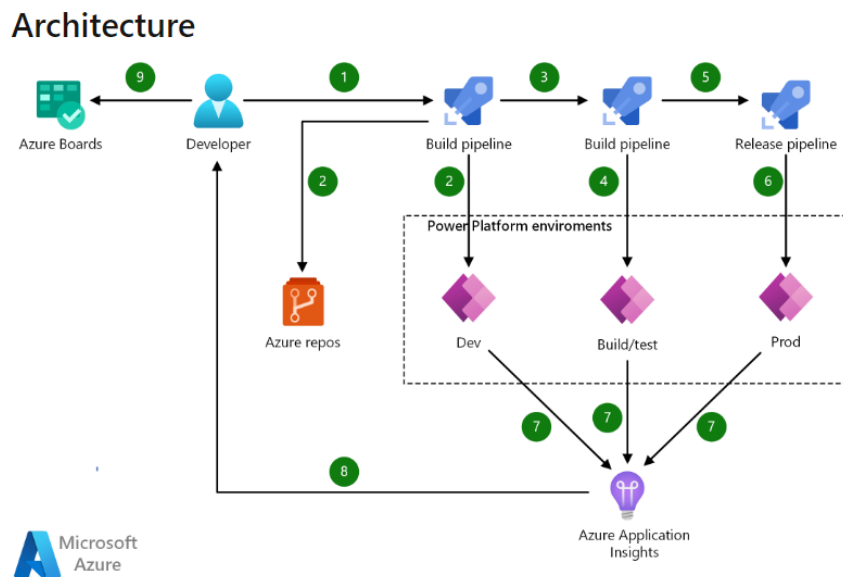 Architecture
9
1
3
5
Azure Boards
Developer
Build pipeline
Build pipeline
Release pipeline
2
2
4
6
Power Platform enviroments
Azure repos
Dev
Build/test
Prod
7
7
7
8
Azure Application
Insights
Microsoft
Azure